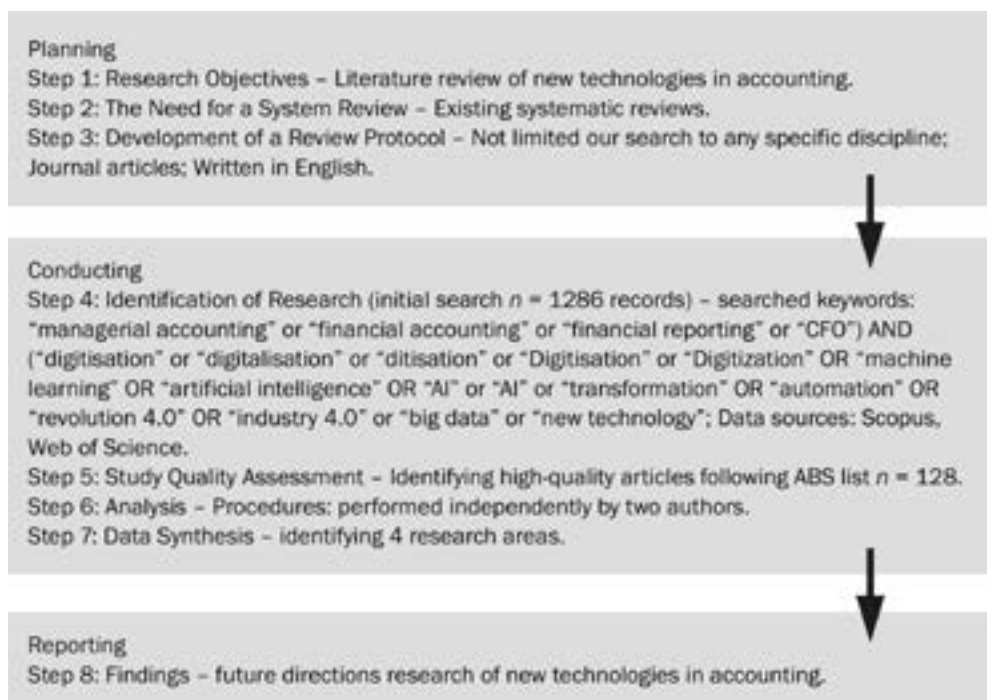 Planning
Step 1: Research Objectives – Literature review of new technologies in accounting.
Step 2: The Need for a System Review – Existing systematic reviews.
Step 3: Development of a Review Protocol – Not limited our search to any specific discipline;
Journal articles; Written in English.
Conducting
Step 4: Identification of Research (initial search n = 1286 records) – searched keywords:
“managerial accounting” or “financial accounting” or “financial reporting” or “CFO”) AND
(“digitisation” or “digitalisation” or “ditisation” or “Digitisation” or “Digitization” OR “machine
learning” OR “artificial intelligence” OR “AI” or “AI” or “transformation” OR “automation” OR
“revolution 4.0” OR “industry 4.0” or “big data” or “new technology”; Data sources: Scopus,
Web of Science.
Step 5: Study Quality Assessment – Identifying high-quality articles following ABS list n = 128.
Step 6: Analysis – Procedures: performed independently by two authors.
Step 7: Data Synthesis – identifying 4 research areas.
Reporting
Step 8: Findings – future directions research of new technologies in accounting.